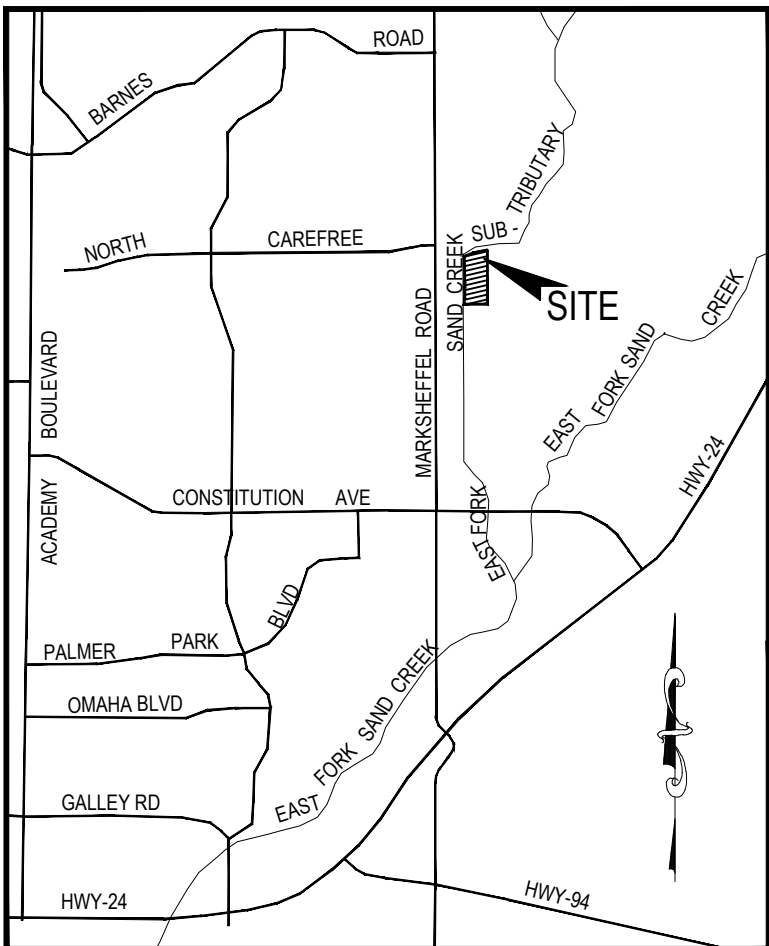 ROAD
BARNES
TRIBUTARY
SUB -
NORTH
CAREFREE
SAND CREEK
SITE
MARKSHEFFEL ROAD
CREEK
EAST FORK SAND
BOULEVARD
ACADEMY
HWY-24
CONSTITUTION AVE
EAST FORK
BLVD
PALMER PARK
OMAHA BLVD
EAST FORK SAND CREEK
GALLEY RD
HWY-24
HWY-94